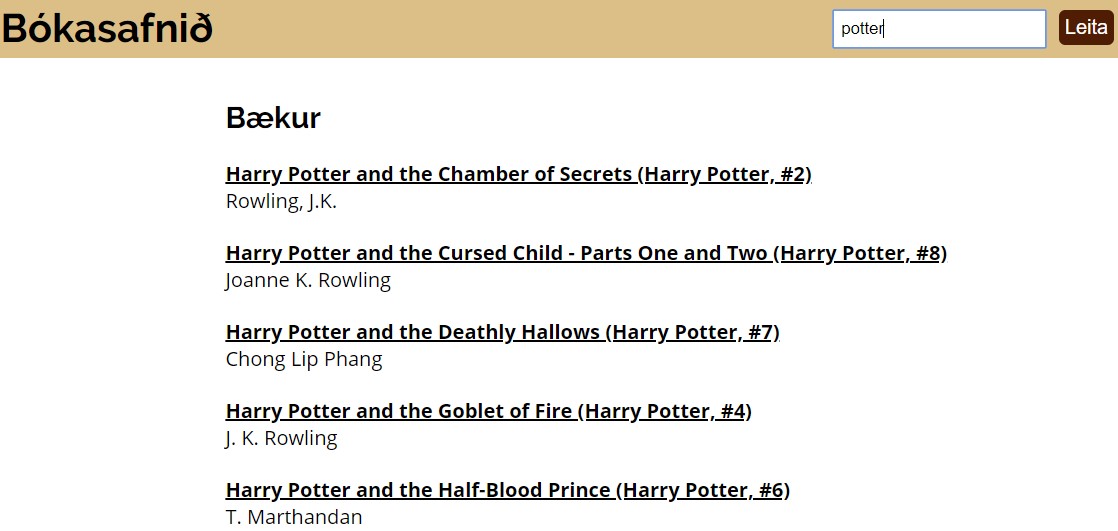 Bókasafnið
potter
Leita
Bækur
Harry Potter and the Chamber of Secrets (Harry Potter, #2)
Rowling, J.K.
Harry Potter and the Cursed Child - Parts One and Two (Harry Potter, #8)
Joanne K. Rowling
Harry Potter and the Deathly Hallows (Harry Potter, #7)
Chong Lip Phang
Harry Potter and the Goblet of Fire (Harry Potter, #4)
J. K. Rowling
Harry Potter and the Half-Blood Prince (Harry Potter, #6)
T. Marthandan